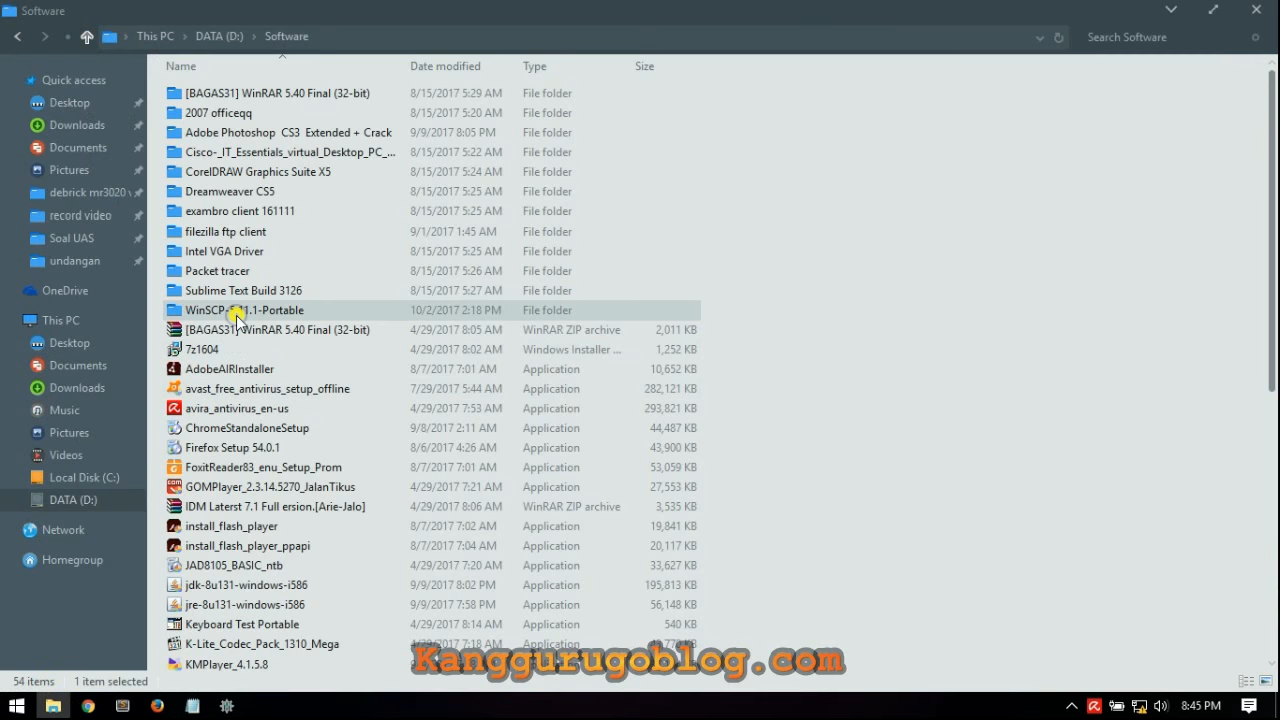 Software
This PC
DATA (D:)
Software
Search Software
Name
Date modified
Type
Size
Quick access
Desktop
Downloads
Documents
Pictures
debrick mr3020
record video
Soal UAS
undangan
OneDrive
This PC
Desktop
Documents
Downloads
Music
Pictures
Videos
Local Disk (C:)
DATA (D:)
Network
Homegroup
[BAGAS31] WinRAR 5.40 Final (32-bit) 8/15/2017 5:29 AM File folder
2007 officeqq 8/15/2017 5:20 AM File folder
Adobe Photoshop CS3 Extended + Crack 9/9/2017 8:05 PM File folder
Cisco-_IT_Essentials_virtual_Desktop_PC_... 8/15/2017 5:22 AM File folder
CorelDRAW Graphics Suite X5 8/15/2017 5:24 AM File folder
Dreamweaver CS5 8/15/2017 5:25 AM File folder
exambro client 161111 8/15/2017 5:25 AM File folder
filezilla ftp client 9/1/2017 1:45 AM File folder
Intel VGA Driver 8/15/2017 5:25 AM File folder
Packet tracer 8/15/2017 5:26 AM File folder
Sublime Text Build 3126 8/15/2017 5:27 AM File folder
10/2/2017 2:18 PM File folder
[BAGAS31] WinRAR 5.40 Final (32-bit) 4/29/2017 8:05 AM WinRAR ZIP archive 2,011 KB
7z1604 4/29/2017 8:02 AM Windows Installer ... 1,252 KB
AdobeAIRInstaller 8/7/2017 7:01 AM Application 10,652 KB
avast_free_antivirus_setup_offline 7/29/2017 5:44 AM Application 282,121 KB
avira_antivirus_en-us 4/29/2017 7:53 AM Application 293,821 KB
ChromeStandaloneSetup 9/8/2017 2:11 AM Application 44,487 KB
Firefox Setup 54.0.1 8/6/2017 4:26 AM Application 43,900 KB
FoxitReader83_enu_Setup_Prom 8/7/2017 7:01 AM Application 53,059 KB
GOMPlayer_2.3.14.5270_JalanTikus 4/29/2017 7:21 AM Application 27,553 KB
IDM Laterst 7.1 Full ersion.[Arie-Jalo] 4/29/2017 8:06 AM WinRAR ZIP archive 3,535 KB
install_flash_player 8/7/2017 7:02 AM Application 19,841 KB
install_flash_player_ppapi 8/7/2017 7:04 AM Application 20,117 KB
JAD8105_BASIC_ntb 4/29/2017 7:20 AM Application 33,627 KB
jdk-8u131-windows-i586 9/9/2017 8:02 PM Application 195,813 KB
jre-8u131-windows-i586 9/9/2017 7:58 PM Application 56,148 KB
Keyboard Test Portable 4/29/2017 8:14 AM Application 540 KB
K-Lite_Codec_Pack_1310_Mega 4/29/2017 7:18 AM Application
KMPlayer_4.1.5.8
Kanggurugoblog.com
54 items
1 item selected
8:45 PM